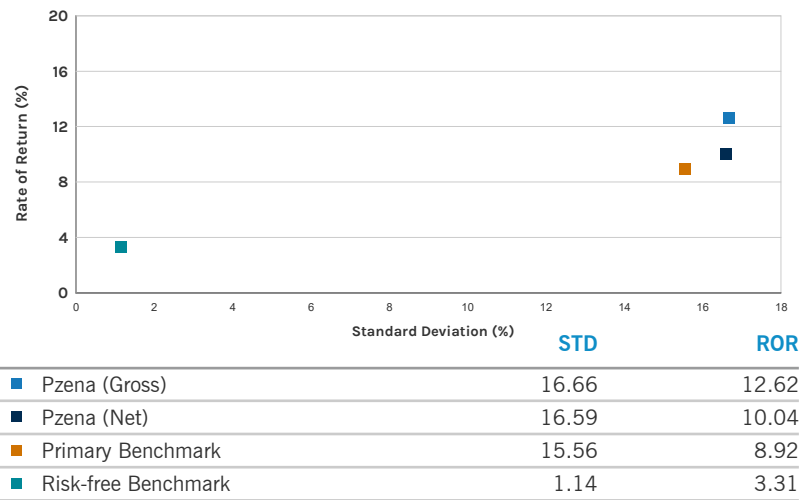 20
16
12
8
4
0
Rate of Return (%)
0 2 4 6 8 10 12 14 16 18
Standard Deviation (%)
STD ROR
Pzena (Gross) 16.66 12.62
Pzena (Net) 16.59 10.04
Primary Benchmark 15.56 8.92
Risk-free Benchmark 1.14 3.31